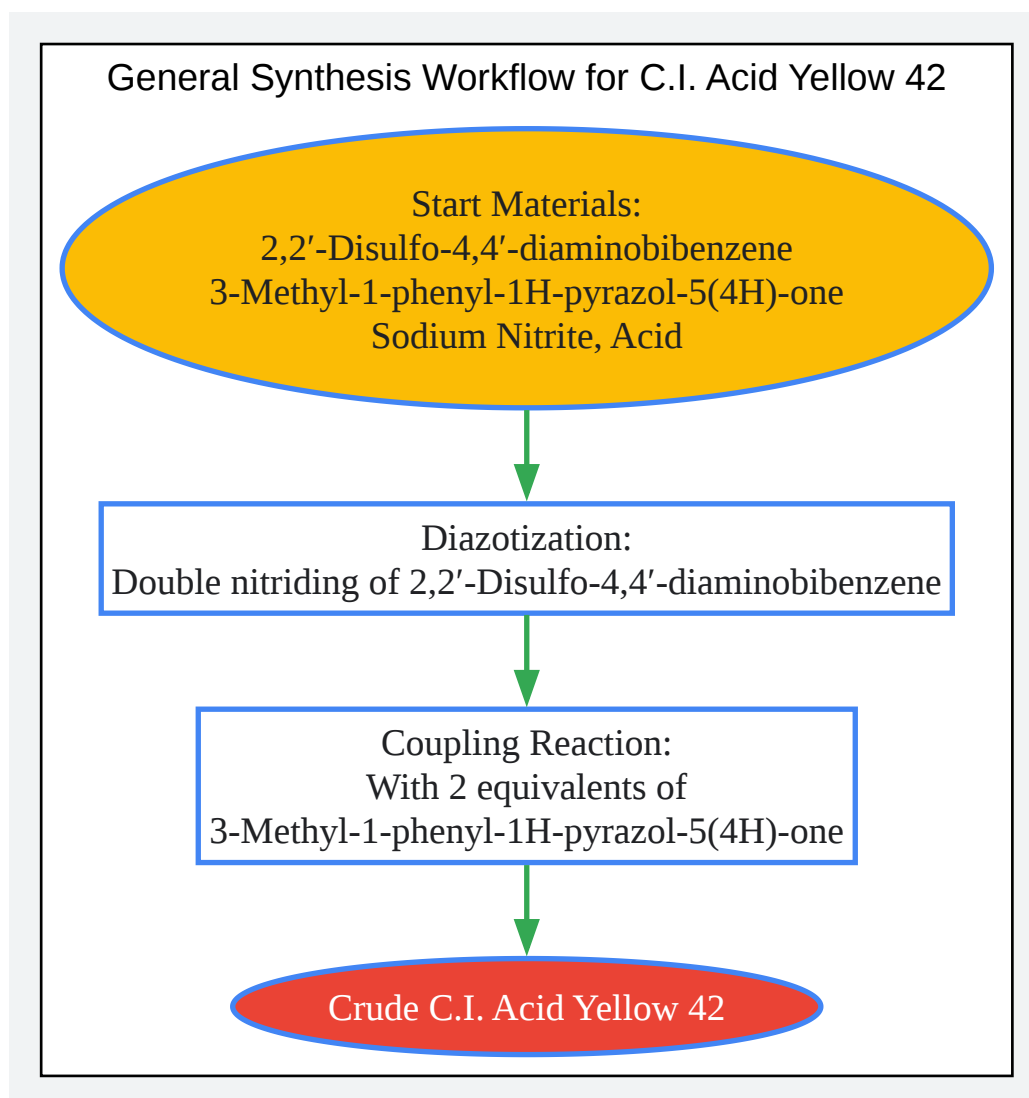 General Synthesis Workflow for C.I. Acid Yellow 42
Start Materials:
2,2′-Disulfo-4,4′-diaminobibenzene
3-Methyl-1-phenyl-1H-pyrazol-5(4H)-one
Sodium Nitrite, Acid
Diazotization:
Double nitriding of 2,2′-Disulfo-4,4′-diaminobibenzene
Coupling Reaction:
With 2 equivalents of
3-Methyl-1-phenyl-1H-pyrazol-5(4H)-one
Crude C.I. Acid Yellow 42